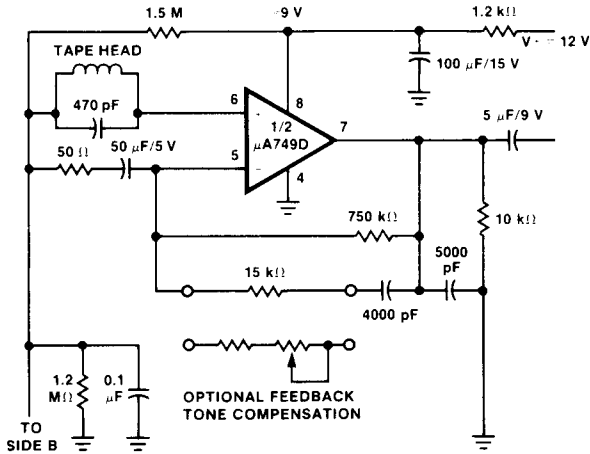 1.5 M
9 V
1.2 kΩ
V 12 V
TAPE HEAD
100 μF/15 V
470 pF
6
+
8
1/2
μA749D
7
5 μF/9 V
50 Ω
50 μF/5 V
5
−
4
750 kΩ
10 kΩ
15 kΩ
5000
pF
4000 pF
1.2
MΩ
0.1
μF
OPTIONAL FEEDBACK
TONE COMPENSATION
TO
SIDE B